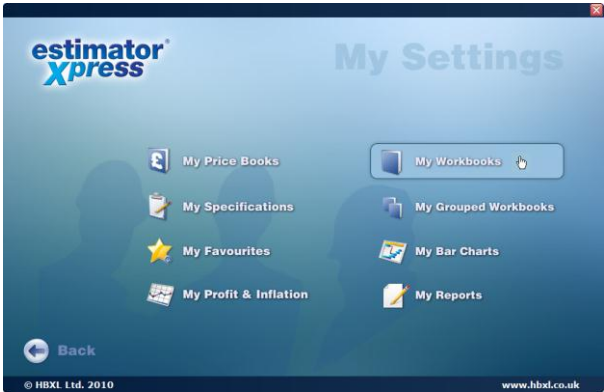 estimator
xpress
My Settings
£ My Price Books
My Workbooks
My Specifications
My Grouped Workbooks
My Favourites
My Bar Charts
My Profit & Inflation
My Reports
Back
© HBXL Ltd. 2010
www.hbxl.co.uk